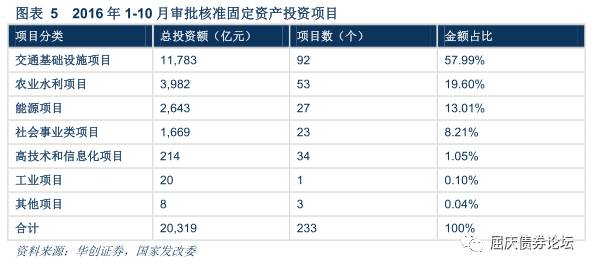 图表 5 2016 年 1-10 月审批核准固定资产投资项目
项目分类 总投资额（亿元） 项目数（个） 金额占比
交通基础设施项目 11,783 92 57.99%
农业水利项目 3,982 53 19.60%
能源项目 2,643 27 13.01%
社会事业类项目 1,669 23 8.21%
高技术和信息化项目 214 34 1.05%
工业项目 20 1 0.10%
其他项目 8 3 0.04%
合计 20,319 233 100%
资料来源：华创证券，国家发改委
屈庆债券论坛